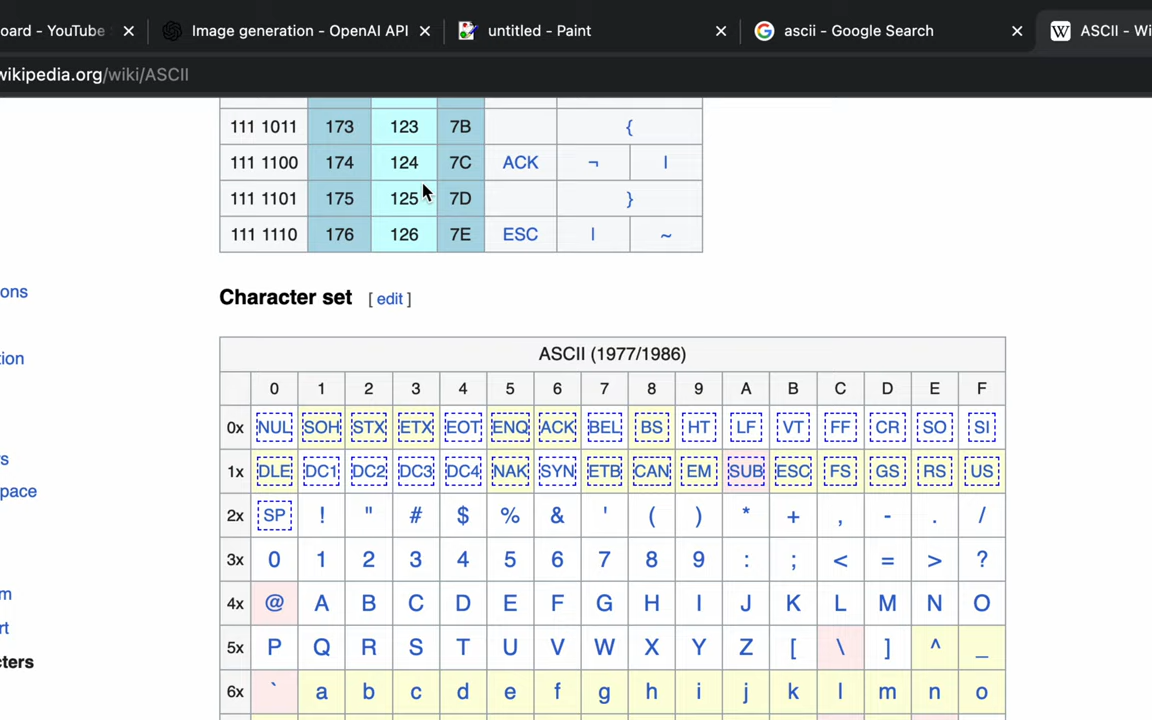 oard - YouTube Image generation - OpenAI API untitled - Paint ascii - Google Search ASCII - Wi
wikipedia.org/wiki/ASCII
111 1011 173 123 7B {
111 1100 174 124 7C ACK ¬ |
111 1101 175 125 7D }
111 1110 176 126 7E ESC | ~
Character set [ edit ]
ons
tion
rs
space
m
rt
cters
ASCII (1977/1986)
0 1 2 3 4 5 6 7 8 9 A B C D E F
0x NUL SOH STX ETX EOT ENQ ACK BEL BS HT LF VT FF CR SO SI
1x DLE DC1 DC2 DC3 DC4 NAK SYN ETB CAN EM SUB ESC FS GS RS US
2x SP ! " # $ % & ' ( ) * + , - . /
3x 0 1 2 3 4 5 6 7 8 9 : ; < = > ?
4x @ A B C D E F G H I J K L M N O
5x P Q R S T U V W X Y Z [ \ ] ^ _
6x ` a b c d e f g h i j k l m n o